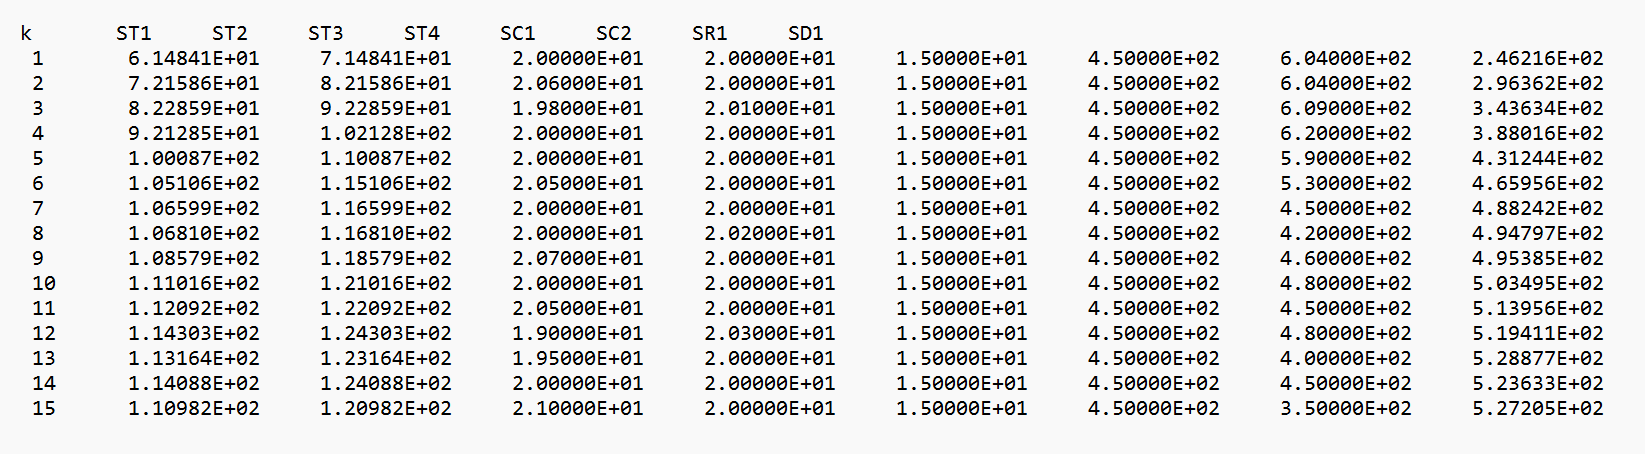 k ST1 ST2 ST3 ST4 SC1 SC2 SR1 SD1
1 6.14841E+01 7.14841E+01 2.00000E+01 2.00000E+01 1.50000E+01 4.50000E+02 6.04000E+02 2.46216E+02
2 7.21586E+01 8.21586E+01 2.06000E+01 2.00000E+01 1.50000E+01 4.50000E+02 6.04000E+02 2.96362E+02
3 8.22859E+01 9.22859E+01 1.98000E+01 2.01000E+01 1.50000E+01 4.50000E+02 6.09000E+02 3.43634E+02
4 9.21285E+01 1.02128E+02 2.00000E+01 2.00000E+01 1.50000E+01 4.50000E+02 6.20000E+02 3.88016E+02
5 1.00087E+02 1.10087E+02 2.00000E+01 2.00000E+01 1.50000E+01 4.50000E+02 5.90000E+02 4.31244E+02
6 1.05106E+02 1.15106E+02 2.05000E+01 2.00000E+01 1.50000E+01 4.50000E+02 5.30000E+02 4.65956E+02
7 1.06599E+02 1.16599E+02 2.00000E+01 2.00000E+01 1.50000E+01 4.50000E+02 4.50000E+02 4.88242E+02
8 1.06810E+02 1.16810E+02 2.00000E+01 2.02000E+01 1.50000E+01 4.50000E+02 4.20000E+02 4.94797E+02
9 1.08579E+02 1.18579E+02 2.07000E+01 2.00000E+01 1.50000E+01 4.50000E+02 4.60000E+02 4.95385E+02
10 1.11016E+02 1.21016E+02 2.00000E+01 2.00000E+01 1.50000E+01 4.50000E+02 4.80000E+02 5.03495E+02
11 1.12092E+02 1.22092E+02 2.05000E+01 2.00000E+01 1.50000E+01 4.50000E+02 4.50000E+02 5.13956E+02
12 1.14303E+02 1.24303E+02 1.90000E+01 2.03000E+01 1.50000E+01 4.50000E+02 4.80000E+02 5.19411E+02
13 1.13164E+02 1.23164E+02 1.95000E+01 2.00000E+01 1.50000E+01 4.50000E+02 4.00000E+02 5.28877E+02
14 1.14088E+02 1.24088E+02 2.00000E+01 2.00000E+01 1.50000E+01 4.50000E+02 4.50000E+02 5.23633E+02
15 1.10982E+02 1.20982E+02 2.10000E+01 2.00000E+01 1.50000E+01 4.50000E+02 3.50000E+02 5.27205E+02